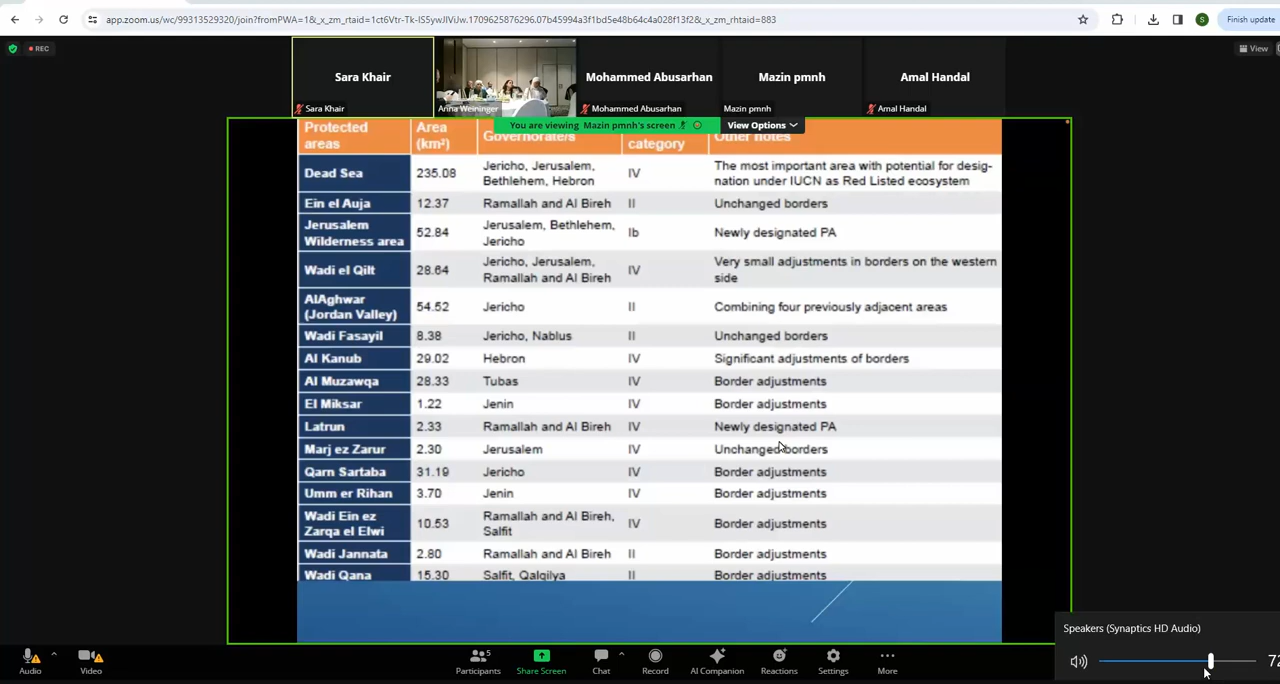 app.zoom.us/wc/99313529320/join?fromPWA=1&_x_zm_rtaid=1ct6Vtr-Tk-IS5ywJIViJw.1709625876296.07b45994a3f1bd5e48b64c4a028f13f2&_x_zm_rhtaid=883
S
Finish update
REC
View
Sara Khair
Mohammed Abusarhan
Mazin pmnh
Amal Handal
Sara Khair
Anna Weininger
Mohammed Abusarhan
Mazin pmnh
Amal Handal
You are viewing Mazin pmnh's screen
View Options
Protected areas Area (km²) Governorate/s category Other notes
Dead Sea 235.08 Jericho, Jerusalem, Bethlehem, Hebron IV The most important area with potential for desig-nation under IUCN as Red Listed ecosystem
Ein el Auja 12.37 Ramallah and Al Bireh II Unchanged borders
Jerusalem Wilderness area 52.84 Jerusalem, Bethlehem, Jericho Ib Newly designated PA
Wadi el Qilt 28.64 Jericho, Jerusalem, Ramallah and Al Bireh IV Very small adjustments in borders on the western side
AlAghwar (Jordan Valley) 54.52 Jericho II Combining four previously adjacent areas
Wadi Fasayil 8.38 Jericho, Nablus II Unchanged borders
Al Kanub 29.02 Hebron IV Significant adjustments of borders
Al Muzawqa 28.33 Tubas IV Border adjustments
El Miksar 1.22 Jenin IV Border adjustments
Latrun 2.33 Ramallah and Al Bireh IV Newly designated PA
Marj ez Zarur 2.30 Jerusalem IV Unchanged borders
Qarn Sartaba 31.19 Jericho IV Border adjustments
Umm er Rihan 3.70 Jenin IV Border adjustments
Wadi Ein ez Zarqa el Elwi 10.53 Ramallah and Al Bireh, Salfit IV Border adjustments
Wadi Jannata 2.80 Ramallah and Al Bireh II Border adjustments
Wadi Qana 15.30 Salfit, Qalqilya II Border adjustments
Speakers (Synaptics HD Audio)
72
Audio
Video
5
Participants
Share Screen
Chat
Record
AI Companion
Reactions
Settings
More